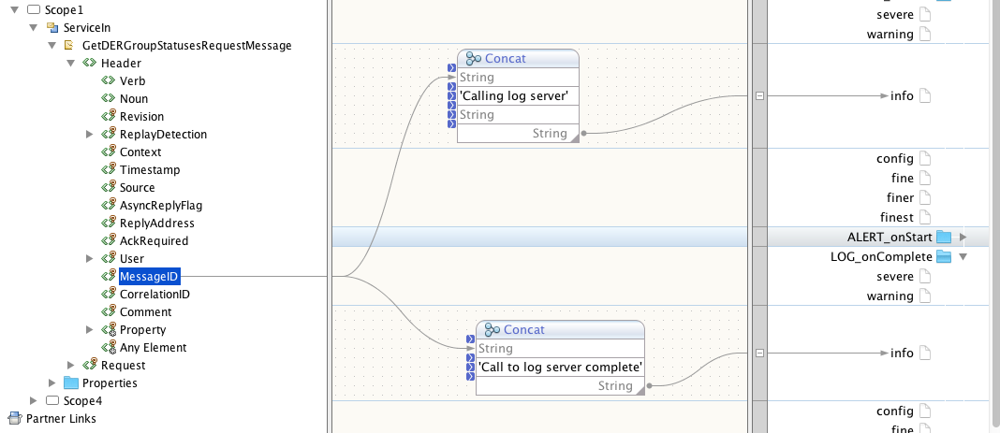 Scope1
ServiceIn
GetDERGroupStatusesRequestMessage
Header
Verb
Noun
Revision
ReplayDetection
Context
Timestamp
Source
AsyncReplyFlag
ReplyAddress
AckRequired
User
MessageID
CorrelationID
Comment
Property
Any Element
Request
Properties
Scope4
Partner Links
Concat
String
'Calling log server'
String
String
Concat
String
'Call to log server complete'
String
severe
warning
info
config
fine
finer
finest
ALERT_onStart
LOG_onComplete
severe
warning
info
config
fine